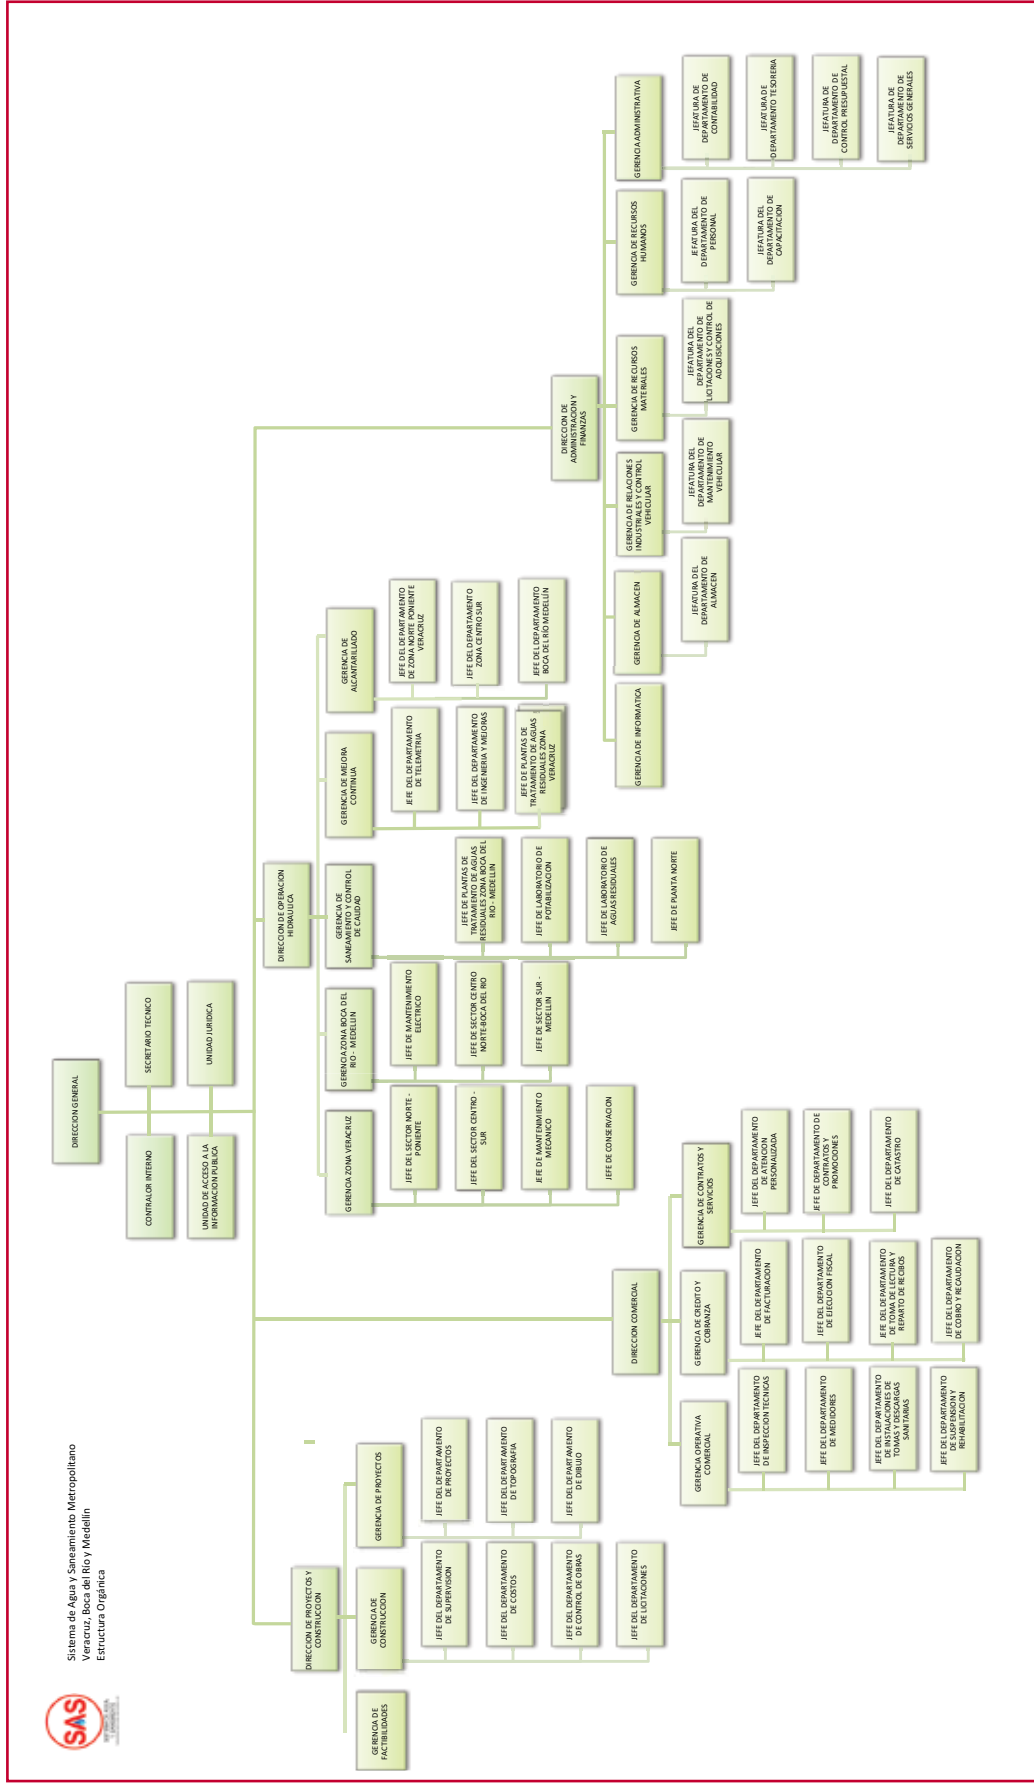 SAS
Sistema de Agua y Saneamiento Metropolitano
Veracruz, Boca del Río y Medellín
Estructura Orgánica
DIRECCION GENERAL
CONTRALOR INTERNO
SECRETARIO TECNICO
UNIDAD DE ACCESO A LA
INFORMACION PUBLICA
UNIDAD JURIDICA
DIRECCION DE PROYECTOS Y
CONSTRUCCION
GERENCIA DE
FACTIBILIDADES
GERENCIA DE
CONSTRUCCION
JEFE DEL DEPARTAMENTO
DE SUPERVISION
JEFE DEL DEPARTAMENTO
DE COSTOS
JEFE DEL DEPARTAMENTO
DE CONTROL DE OBRAS
JEFE DEL DEPARTAMENTO
DE LICITACIONES
GERENCIA DE PROYECTOS
JEFE DEL DEPARTAMENTO
DE PROYECTOS
JEFE DEL DEPARTAMENTO
DE TOPOGRAFIA
JEFE DEL DEPARTAMENTO
DE DIBUJO
DIRECCION COMERCIAL
GERENCIA OPERATIVA
COMERCIAL
JEFE DEL DEPARTAMENTO
DE INSPECCION TECNICAS
JEFE DEL DEPARTAMENTO
DE MEDIDORES
JEFE DEL DEPARTAMENTO
DE INSTALACIONES DE
TOMAS Y DESCARGAS
SANITARIAS
JEFE DEL DEPARTAMENTO
DE SUSPENSION Y
REHABILITACION
GERENCIA DE CREDITO Y
COBRANZA
JEFE DEL DEPARTAMENTO
DE FACTURACION
JEFE DEL DEPARTAMENTO
DE EJECUCION FISCAL
JEFE DEL DEPARTAMENTO
DE TOMA DE LECTURA Y
REPARTO DE RECIBOS
JEFE DEL DEPARTAMENTO
DE COBRO Y RECAUDACION
GERENCIA DE CONTRATOS Y
SERVICIOS
JEFE DEL DEPARTAMENTO
DE ATENCION
PERSONALIZADA
JEFE DE DEPARTAMENTO DE
CONTRATOS Y
PROMOCIONES
JEFE DEL DEPARTAMENTO
DE CATASTRO
DIRECCION DE OPERACION
HIDRAULICA
GERENCIA ZONA VERACRUZ
JEFE DEL SECTOR NORTE -
PONIENTE
JEFE DEL SECTOR CENTRO -
SUR
JEFE DE MANTENIMIENTO
MECANICO
JEFE DE CONSERVACION
GERENCIA ZONA BOCA DEL
RIO - MEDELLIN
JEFE DE MANTENIMIENTO
ELECTRICO
JEFE DE SECTOR CENTRO
NORTE-BOCA DEL RIO
JEFE DE SECTOR SUR -
MEDELLIN
GERENCIA DE
SANEAMIENTO Y CONTROL
DE CALIDAD
JEFE DE PLANTAS DE
TRATAMIENTO DE AGUAS
RESIDUALES ZONA BOCA DEL
RIO - MEDELLIN
JEFE DE LABORATORIO DE
POTABILIZACION
JEFE DE LABORATORIO DE
AGUAS RESIDUALES
JEFE DE PLANTA NORTE
GERENCIA DE MEJORA
CONTINUA
JEFE DEL DEPARTAMENTO
DE TELEMETRIA
JEFE DEL DEPARTAMENTO
DE INGENIERIA Y MEJORAS
JEFE DE PLANTAS DE
TRATAMIENTO DE AGUAS
RESIDUALES ZONA
VERACRUZ
GERENCIA DE
ALCANTARILLADO
JEFE DEL DEPARTAMENTO
DE ZONA NORTE PONIENTE
VERACRUZ
JEFE DEL DEPARTAMENTO
ZONA CENTRO SUR
JEFE DEL DEPARTAMENTO
BOCA DEL RÍO MEDELLÍN
DIRECCION DE
ADMINISTRACION Y
FINANZAS
GERENCIA DE INFORMATICA
GERENCIA DE ALMACEN
JEFATURA DEL
DEPARTAMENTO DE
ALMACEN
GERENCIA DE RELACIONES
INDUSTRIALES Y CONTROL
VEHICULAR
JEFATURA DEL
DEPARTAMENTO DE
MANTENIMIENTO
VEHICULAR
GERENCIA DE RECURSOS
MATERIALES
JEFATURA DEL
DEPARTAMENTO DE
LICITACIONES Y CONTROL DE
ADQUISICIONES
GERENCIA DE RECURSOS
HUMANOS
JEFATURA DEL
DEPARTAMENTO DE
PERSONAL
JEFATURA DEL
DEPARTAMENTO DE
CAPACITACION
GERENCIA ADMINISTRATIVA
JEFATURA DE
DEPARTAMENTO DE
CONTABILIDAD
JEFATURA DE
DEPARTAMENTO TESORERIA
JEFATURA DE
DEPARTAMENTO DE
CONTROL PRESUPUESTAL
JEFATURA DE
DEPARTAMENTO DE
SERVICIOS GENERALES